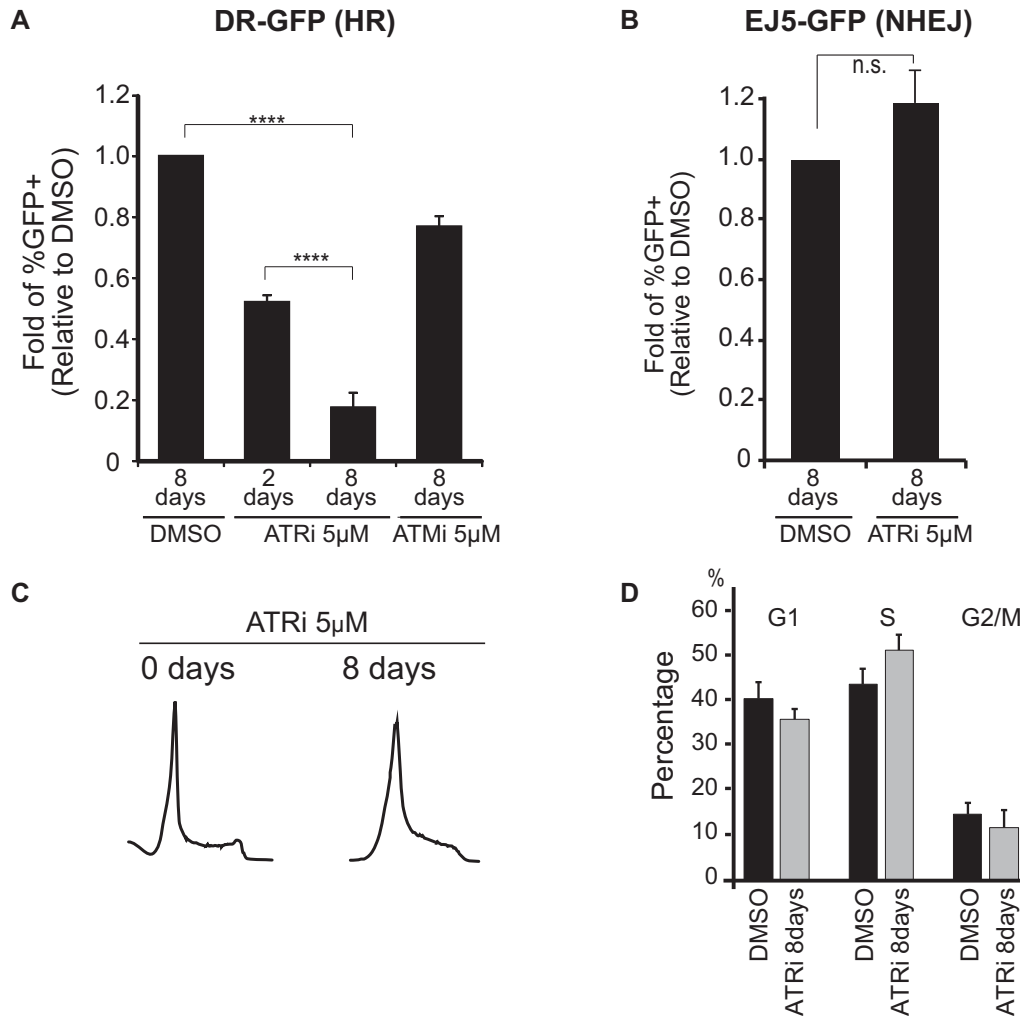 A
DR-GFP (HR)
Fold of %GFP+
(Relative to DMSO)
1.2
1.0
0.8
0.6
0.4
0.2
0
****
****
8
days
2
days
8
days
8
days
DMSO
ATRi 5µM
ATMi 5µM
B
EJ5-GFP (NHEJ)
n.s.
Fold of %GFP+
(Relative to DMSO)
1.2
1.0
0.8
0.6
0.4
0.2
0
8
days
8
days
DMSO
ATRi 5µM
C
ATRi 5µM
0 days
8 days
D
%
Percentage
60
50
40
30
20
10
0
G1
S
G2/M
DMSO
ATRi 8days
DMSO
ATRi 8days
DMSO
ATRi 8days